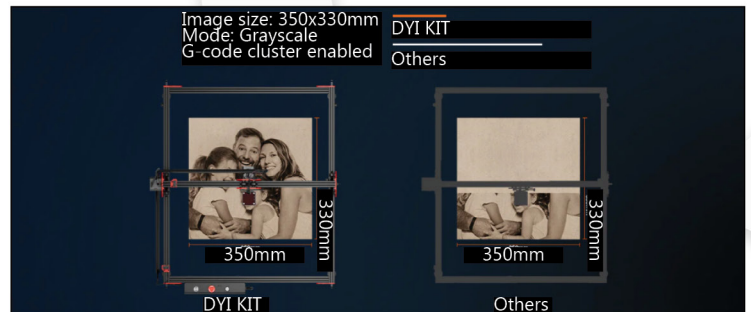 Image size: 350x330mm
Mode: Grayscale
G-code cluster enabled
DYI KIT
Others
330mm
350mm
330mm
350mm
DYI KIT
Others